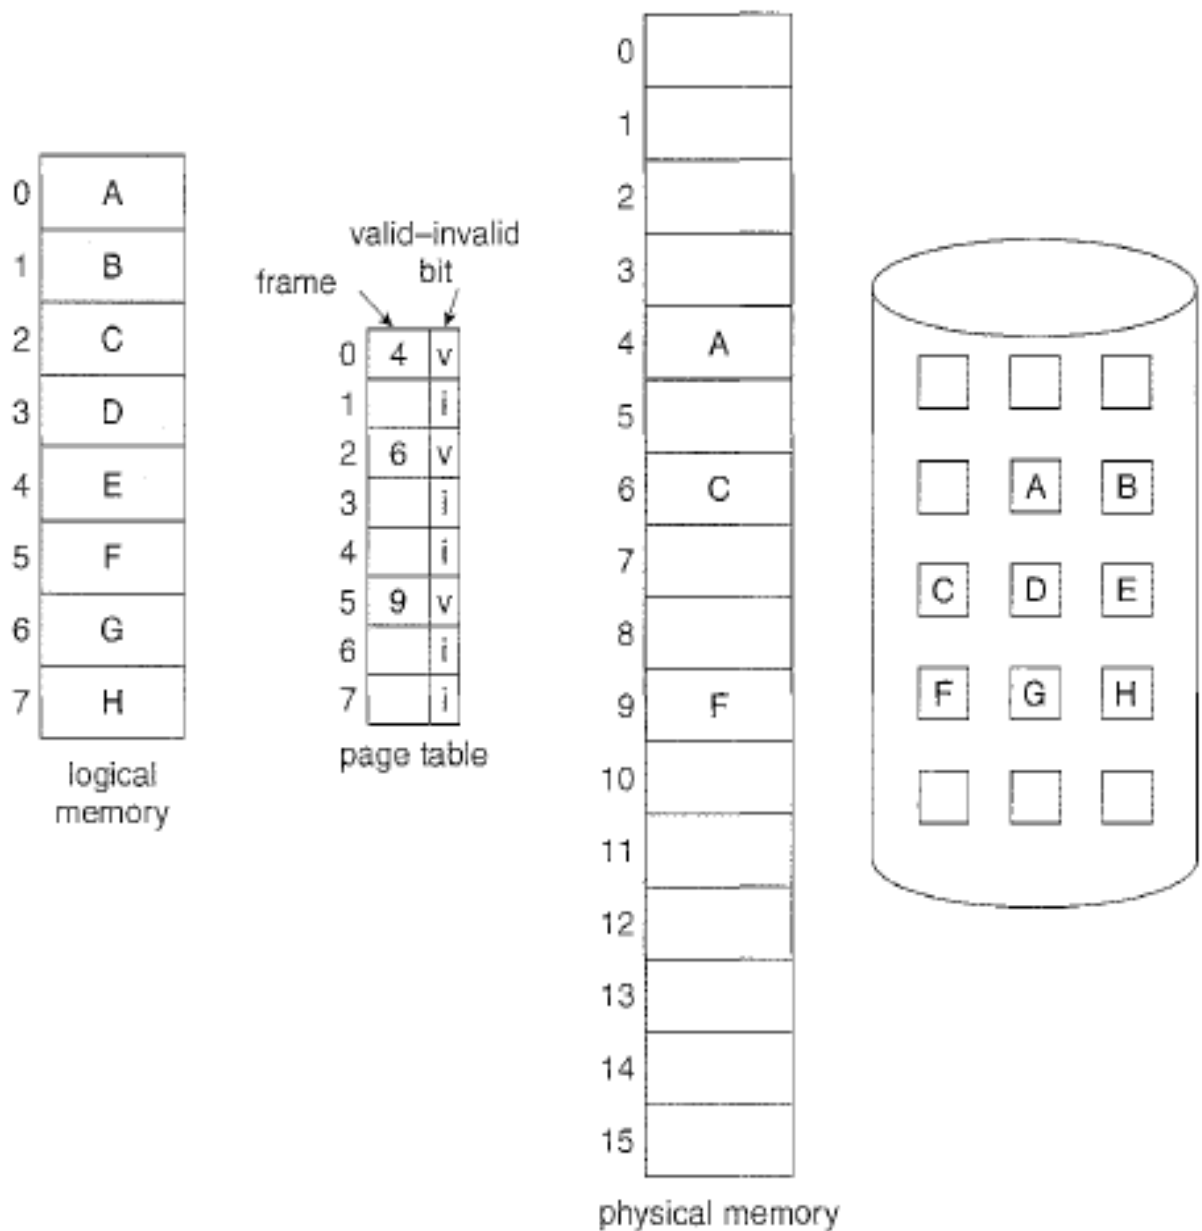 0 A
1 B
2 C
3 D
4 E
5 F
6 G
7 H
logical
memory
valid–invalid
bit
frame
0 4 v
1 i
2 6 v
3 i
4 i
5 9 v
6 i
7 i
page table
0
1
2
3
4 A
5
6 C
7
8
9 F
10
11
12
13
14
15
physical memory
A B
C D E
F G H